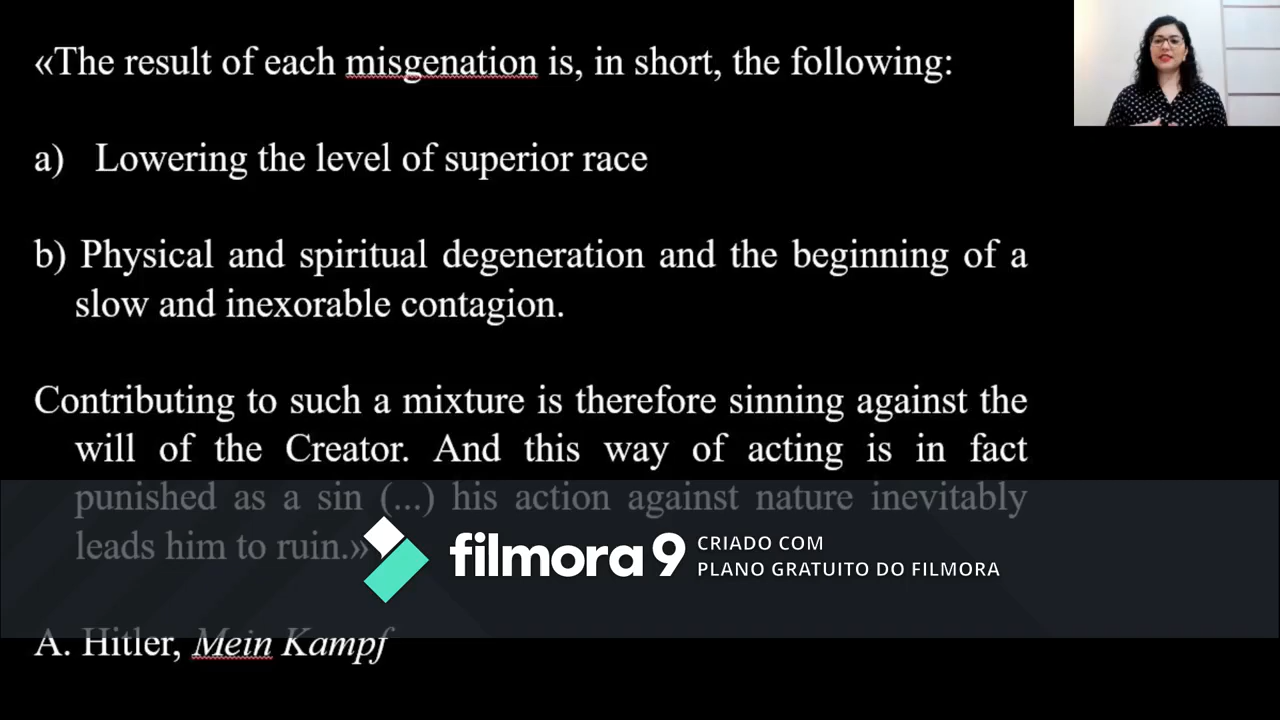 «The result of each misgenation is, in short, the following:
a) Lowering the level of superior race
b) Physical and spiritual degeneration and the beginning of a
slow and inexorable contagion.
Contributing to such a mixture is therefore sinning against the
will of the Creator. And this way of acting is in fact
punished as a sin (...) his action against nature inevitably
leads him to ruin.»
filmora 9
CRIADO COM
PLANO GRATUITO DO FILMORA
A. Hitler, Mein Kampf